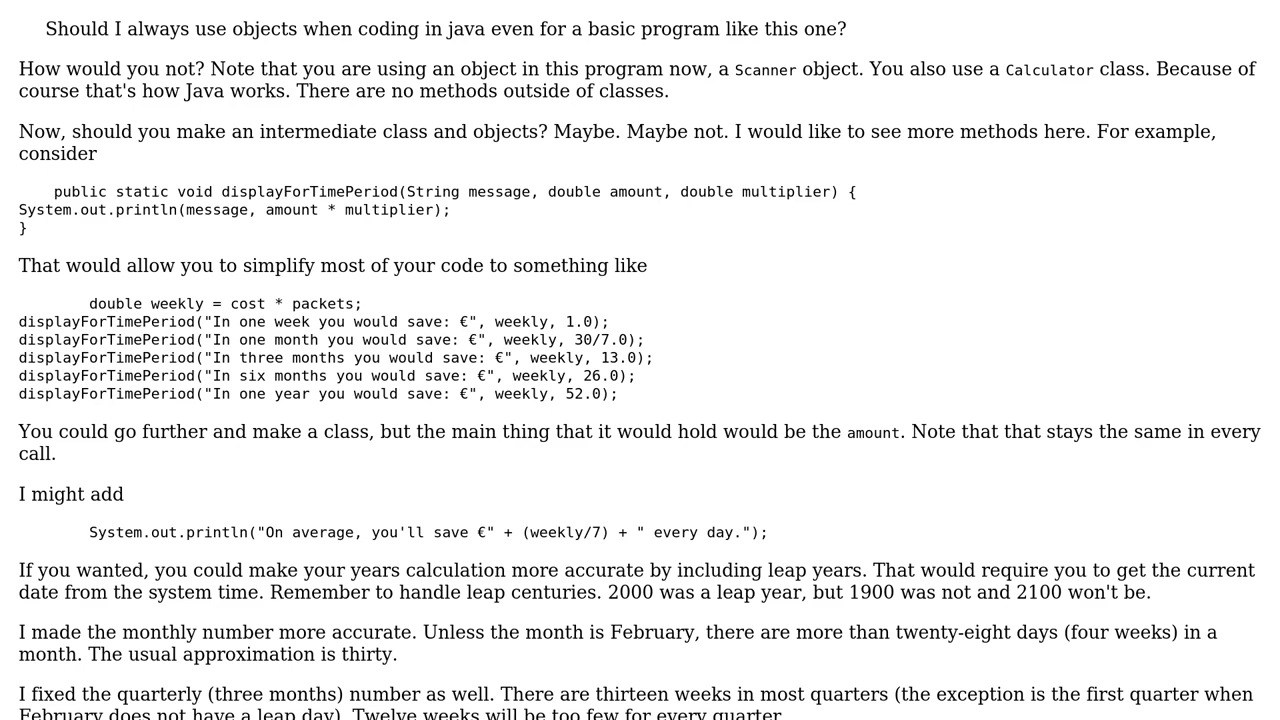 Should I always use objects when coding in java even for a basic program like this one?
How would you not? Note that you are using an object in this program now, a Scanner object. You also use a Calculator class. Because of
course that's how Java works. There are no methods outside of classes.
Now, should you make an intermediate class and objects? Maybe. Maybe not. I would like to see more methods here. For example,
consider
public static void displayForTimePeriod(String message, double amount, double multiplier) {
System.out.println(message, amount * multiplier);
}
That would allow you to simplify most of your code to something like
double weekly = cost * packets;
displayForTimePeriod("In one week you would save: €", weekly, 1.0);
displayForTimePeriod("In one month you would save: €", weekly, 30/7.0);
displayForTimePeriod("In three months you would save: €", weekly, 13.0);
displayForTimePeriod("In six months you would save: €", weekly, 26.0);
displayForTimePeriod("In one year you would save: €", weekly, 52.0);
You could go further and make a class, but the main thing that it would hold would be the amount. Note that that stays the same in every
call.
I might add
System.out.println("On average, you'll save €" + (weekly/7) + " every day.");
If you wanted, you could make your years calculation more accurate by including leap years. That would require you to get the current
date from the system time. Remember to handle leap centuries. 2000 was a leap year, but 1900 was not and 2100 won't be.
I made the monthly number more accurate. Unless the month is February, there are more than twenty-eight days (four weeks) in a
month. The usual approximation is thirty.
I fixed the quarterly (three months) number as well. There are thirteen weeks in most quarters (the exception is the first quarter when
February does not have a leap day). Twelve weeks will be too few for every quarter.